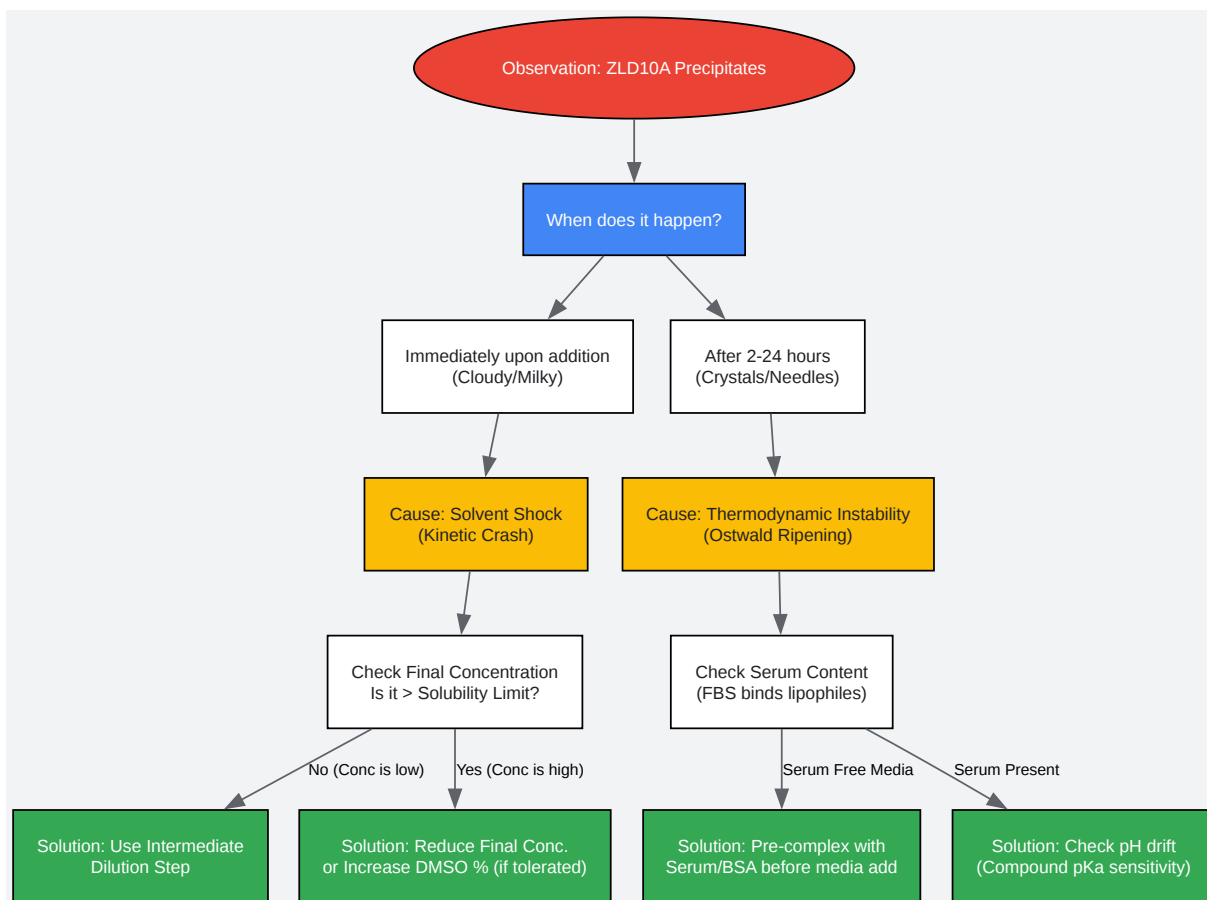 Observation: ZLD10A Precipitates
When does it happen?
Immediately upon addition
(Cloudy/Milky)
After 2-24 hours
(Crystals/Needles)
Cause: Solvent Shock
(Kinetic Crash)
Cause: Thermodynamic Instability
(Ostwald Ripening)
Check Final Concentration
Is it > Solubility Limit?
Check Serum Content
(FBS binds lipophiles)
No (Conc is low)
Yes (Conc is high)
Serum Free Media
Serum Present
Solution: Use Intermediate
Dilution Step
Solution: Reduce Final Conc.
or Increase DMSO % (if tolerated)
Solution: Pre-complex with
Serum/BSA before media add
Solution: Check pH drift
(Compound pKa sensitivity)